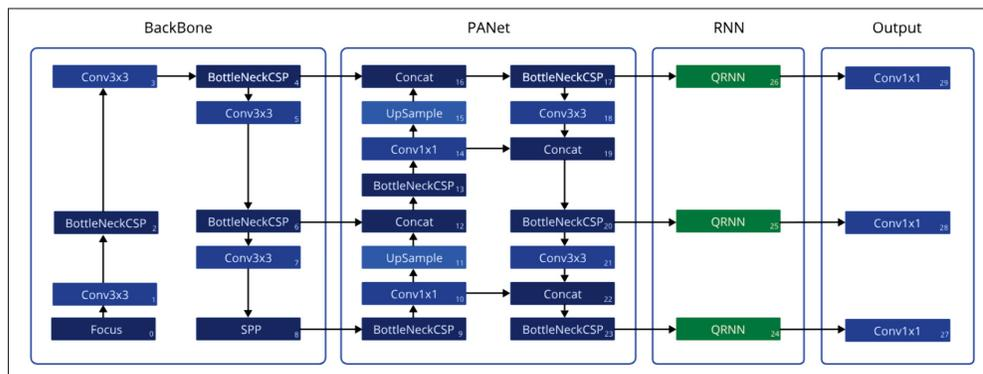 BackBone
PANet
RNN
Output
Conv3x3 3
BottleNeckCSP 4
Concat 16
BottleNeckCSP 17
QRNN 26
Conv1x1 29
Conv3x3 5
UpSample 15
Conv3x3 18
Conv1x1 14
Concat 19
BottleNeckCSP 13
BottleNeckCSP 2
BottleNeckCSP 6
Concat 12
BottleNeckCSP 20
QRNN 25
Conv1x1 28
Conv3x3 7
UpSample 11
Conv3x3 21
Conv3x3 1
Conv1x1 10
Concat 22
Focus 0
SPP 8
BottleNeckCSP 9
BottleNeckCSP 23
QRNN 24
Conv1x1 27